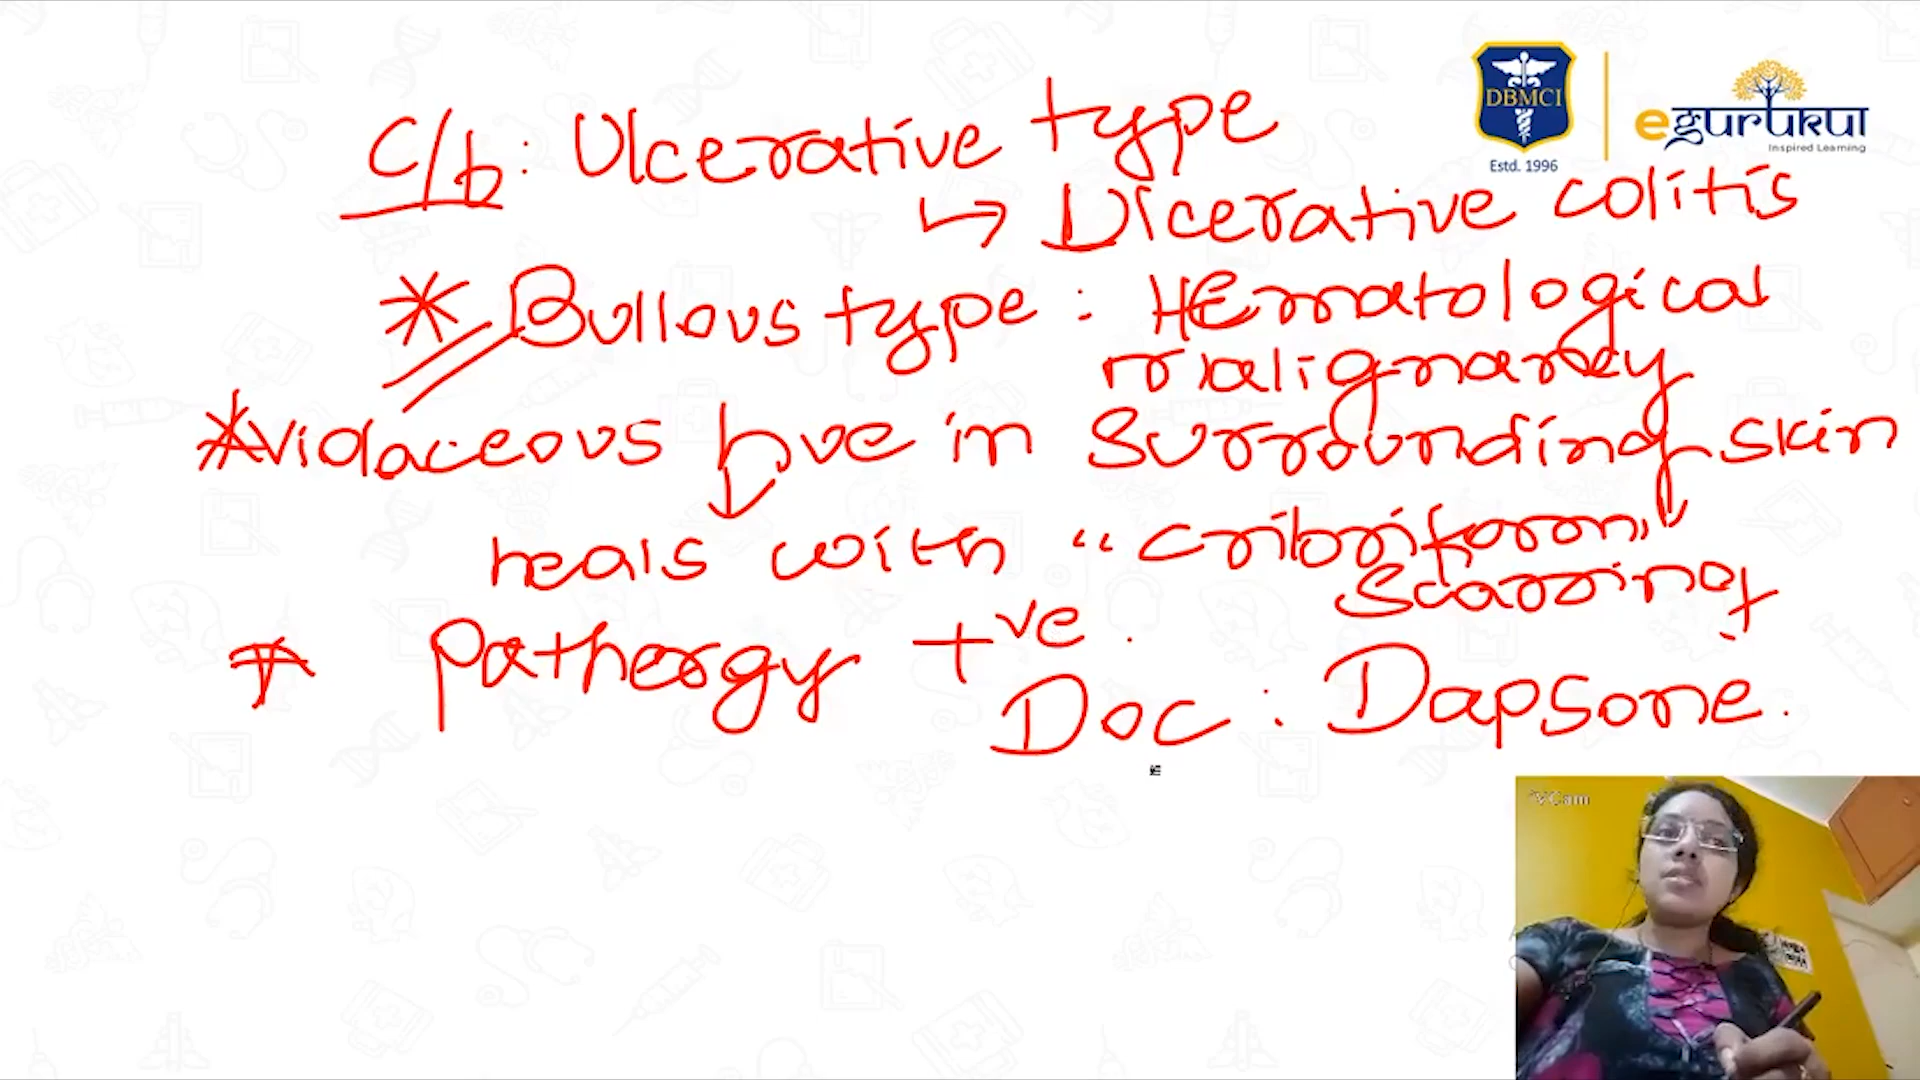 DBMCI
Estd. 1996
egurukul
Inspired Learning
C/b: Ulcerative type
↳ Ulcerative colitis
* Bullous type : Hematological
malignancy
* Violaceous hue in surrounding skin
heals with "cribriform"
scarring
* Pathergy +ve .
Doc : Dapsone .